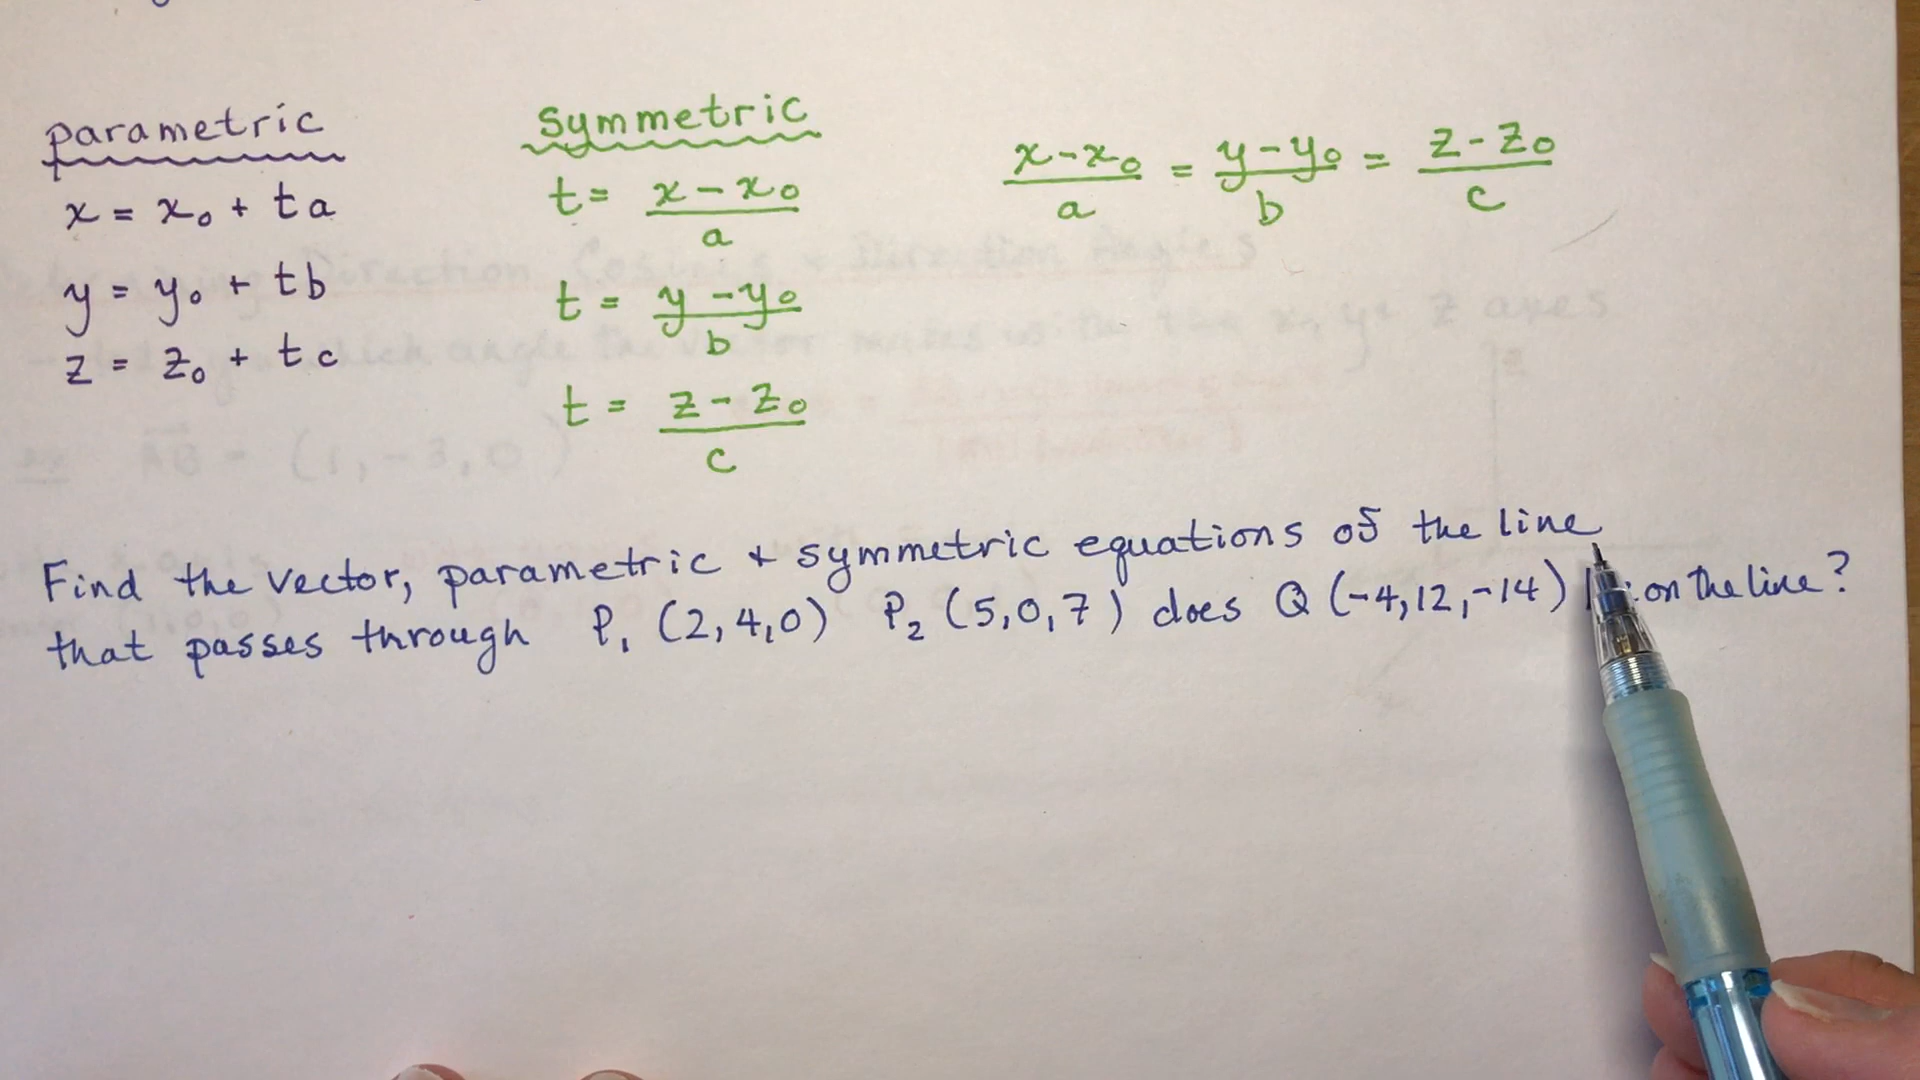 parametric
x = x₀ + ta
y = y₀ + tb
z = z₀ + tc
Symmetric
t = x - x₀ / a
t = y - y₀ / b
t = z - z₀ / c
x - x₀ / a = y - y₀ / b = z - z₀ / c
Find the vector, parametric + symmetric equations of the line
that passes through P₁ (2,4,0) P₂ (5,0,7) does Q (-4,12,-14) on the line?